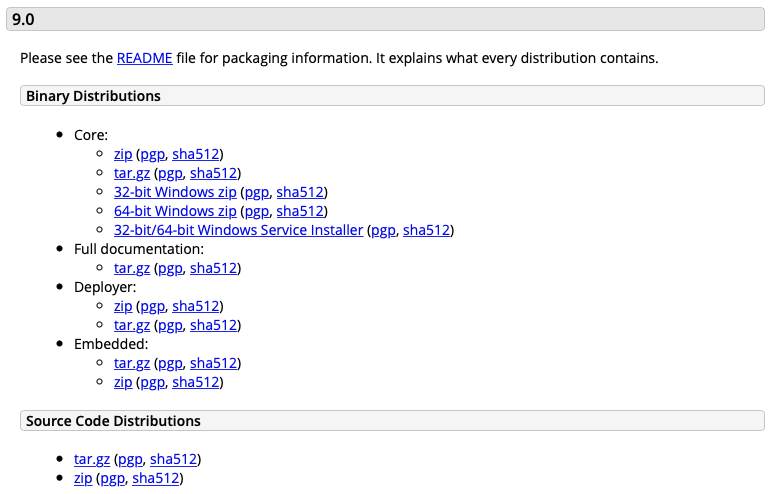 9.0
Please see the README file for packaging information. It explains what every distribution contains.
Binary Distributions
Core:
zip (pgp, sha512)
tar.gz (pgp, sha512)
32-bit Windows zip (pgp, sha512)
64-bit Windows zip (pgp, sha512)
32-bit/64-bit Windows Service Installer (pgp, sha512)
Full documentation:
tar.gz (pgp, sha512)
Deployer:
zip (pgp, sha512)
tar.gz (pgp, sha512)
Embedded:
tar.gz (pgp, sha512)
zip (pgp, sha512)
Source Code Distributions
tar.gz (pgp, sha512)
zip (pgp, sha512)